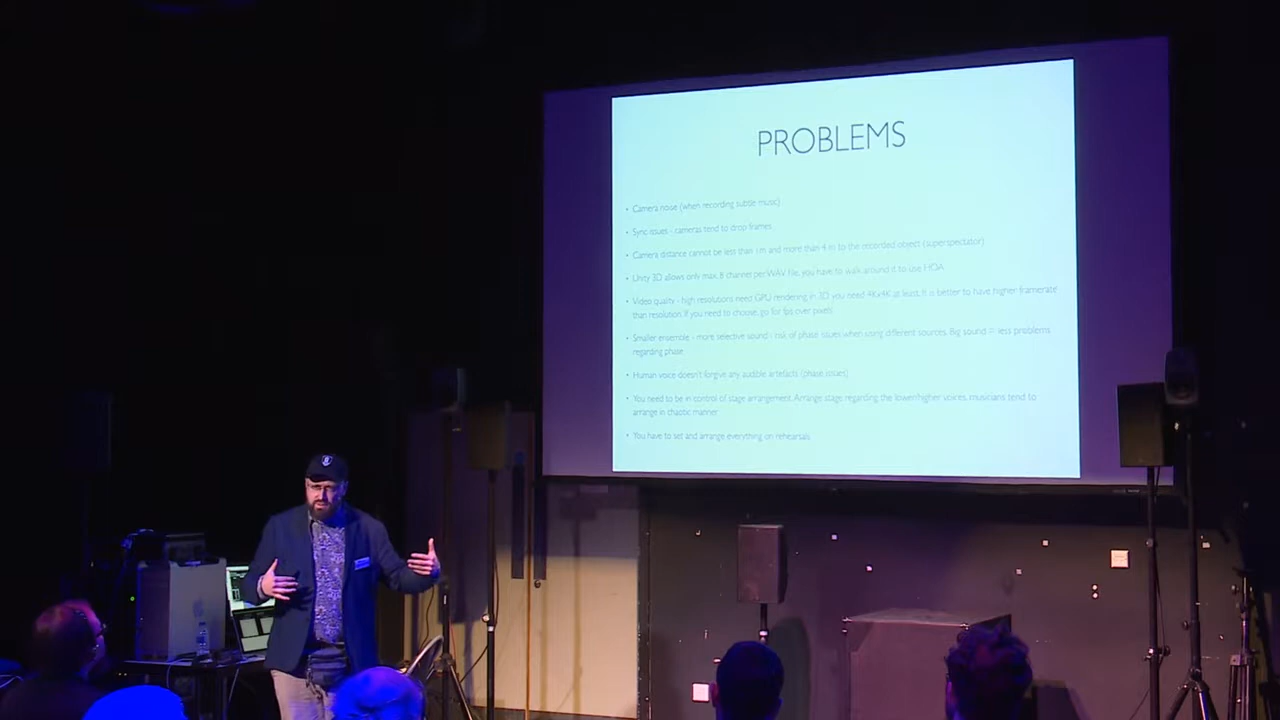 PROBLEMS
• Camera noise (when recording subtle music)
• Sync issues - cameras tend to drop frames
• Camera distance cannot be less than 1m and more than 4 m to the recorded object (superspectator)
• Unity 3D allows only max. 8 channel per WAV file, you have to walk around it to use HOA
• Video quality - high resolutions need GPU rendering in 3D you need 4Kx4K at least. It is better to have higher framerate
than resolution. If you need to choose, go for fps over pixels
• Smaller ensemble - more selective sound - risk of phase issues when using different sources. Big sound = less problems
regarding phase
• Human voice doesn't forgive any audible artefacts (phase issues)
• You need to be in control of stage arrangement. Arrange stage regarding the lower/higher voices, musicians tend to
arrange in chaotic manner
• You have to set and arrange everything on rehearsals